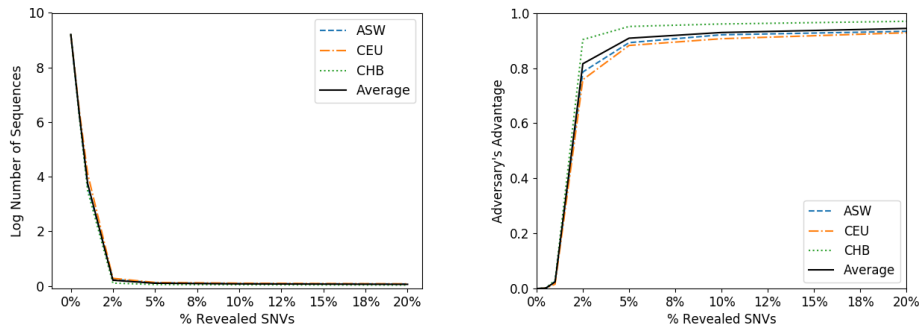 10
8
6
4
2
0
Log Number of Sequences
ASW
CEU
CHB
Average
0% 2% 5% 8% 10% 12% 15% 18% 20%
% Revealed SNVs
1.0
0.8
0.6
0.4
0.2
0.0
Adversary's Advantage
ASW
CEU
CHB
Average
0% 2% 5% 8% 10% 12% 15% 18% 20%
% Revealed SNVs